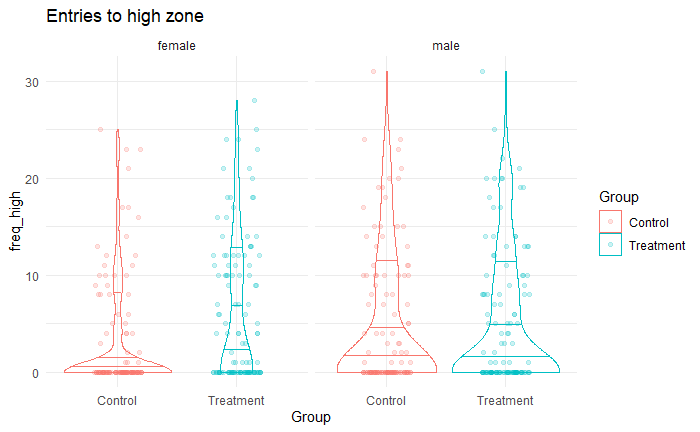 Entries to high zone
female
male
30
20
10
0
freq_high
Control
Treatment
Control
Treatment
Group
Group
Control
Treatment